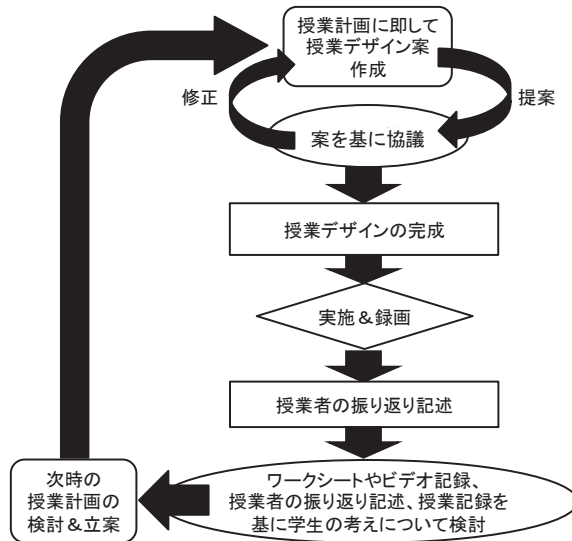 授業計画に即して
授業デザイン案
作成
修正
提案
案を基に協議
授業デザインの完成
実施＆録画
授業者の振り返り記述
ワークシートやビデオ記録、
授業者の振り返り記述、授業記録を
基に学生の考えについて検討
次時の
授業計画の
検討＆立案